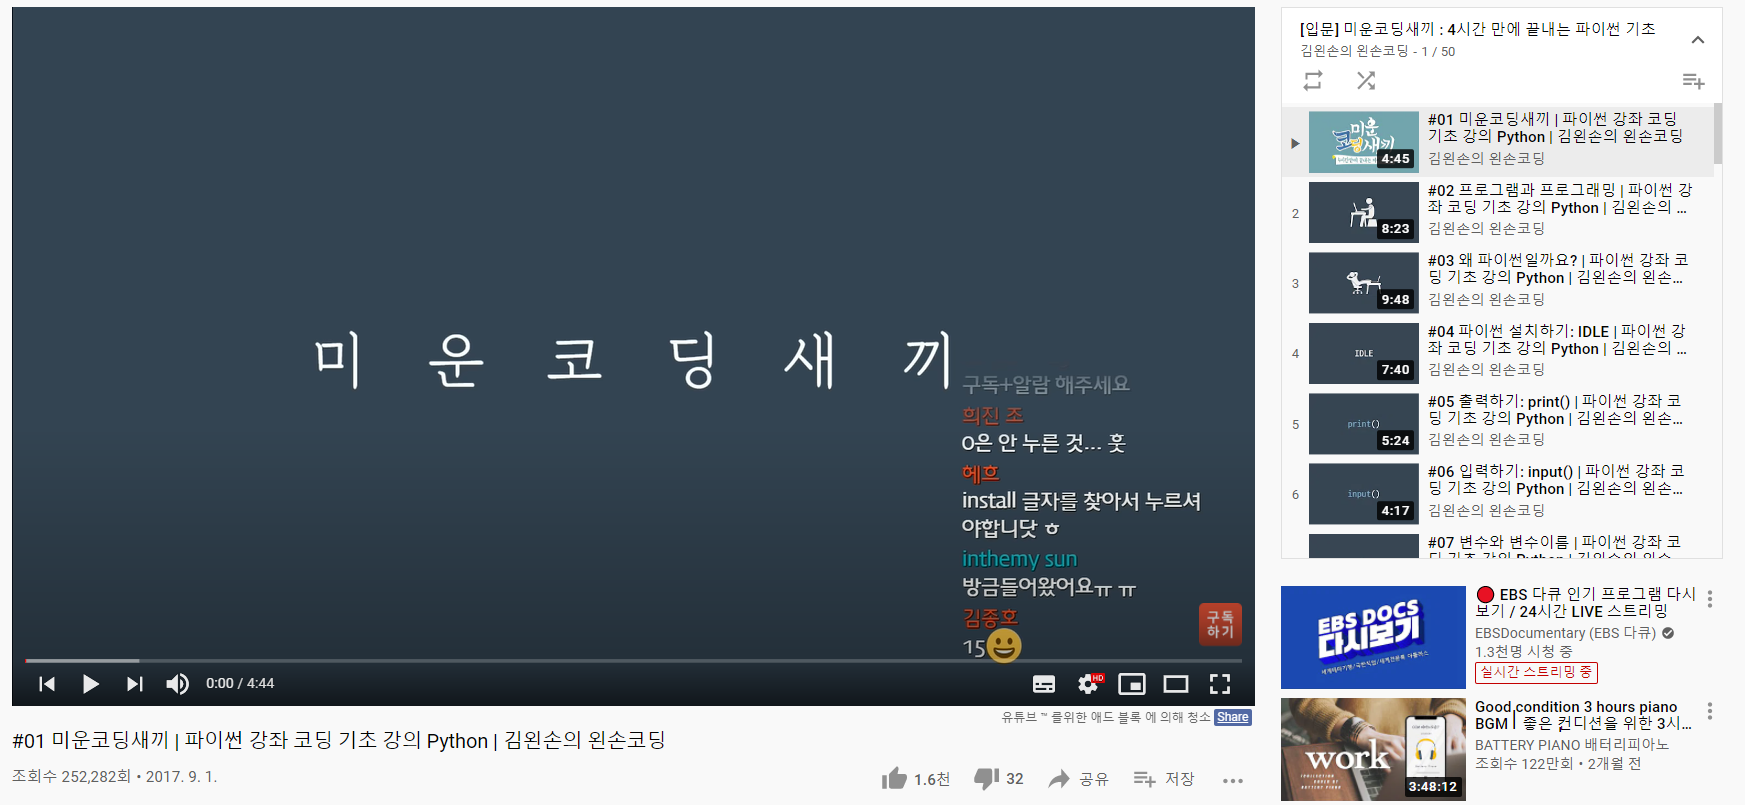 미 운 코 딩 새 끼
구독+알람 해주세요
희진 조
0은 안 누른 것... 훗
헤흐
install 글자를 찾아서 누르셔
야합니닷 ㅎ
inthemy sun
방금들어왔어요ㅠ ㅠ
김종호
15
구독
하기
0:00 / 4:44
HD
유튜브 ™ 를위한 애드 블록 에 의해 청소 Share
#01 미운코딩새끼 | 파이썬 강좌 코딩 기초 강의 Python | 김왼손의 왼손코딩
조회수 252,282회 • 2017. 9. 1.
1.6천 32 공유 저장
[입문] 미운코딩새끼 : 4시간 만에 끝내는 파이썬 기초
김왼손의 왼손코딩 - 1 / 50
미운
코딩새끼
4:45
#01 미운코딩새끼 | 파이썬 강좌 코딩
기초 강의 Python | 김왼손의 왼손코딩
김왼손의 왼손코딩
2
8:23
#02 프로그램과 프로그래밍 | 파이썬 강
좌 코딩 기초 강의 Python | 김왼손의 ...
김왼손의 왼손코딩
3
9:48
#03 왜 파이썬일까요? | 파이썬 강좌 코
딩 기초 강의 Python | 김왼손의 왼손...
김왼손의 왼손코딩
4
IDLE
7:40
#04 파이썬 설치하기: IDLE | 파이썬 강
좌 코딩 기초 강의 Python | 김왼손의 ...
김왼손의 왼손코딩
5
print()
5:24
#05 출력하기: print() | 파이썬 강좌 코
딩 기초 강의 Python | 김왼손의 왼손...
김왼손의 왼손코딩
6
input()
4:17
#06 입력하기: input() | 파이썬 강좌 코
딩 기초 강의 Python | 김왼손의 왼손...
김왼손의 왼손코딩
#07 변수와 변수이름 | 파이썬 강좌 코
딩 기초 강의 Python | 김왼손의 왼손...
EBS DOCS
다시보기
EBS 다큐 인기 프로그램 다시
보기 / 24시간 LIVE 스트리밍
EBSDocumentary (EBS 다큐)
1.3천명 시청 중
실시간 스트리밍 중
work
3:48:12
Good condition 3 hours piano
BGM | 좋은 컨디션을 위한 3시...
BATTERY PIANO 배터리피아노
조회수 122만회 • 2개월 전